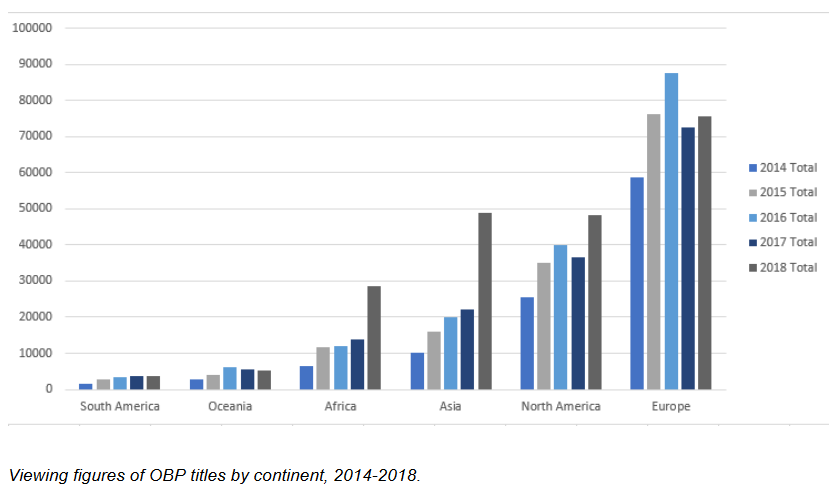 100000
90000
80000
70000
60000
50000
40000
30000
20000
10000
0
South America Oceania Africa Asia North America Europe
2014 Total
2015 Total
2016 Total
2017 Total
2018 Total
Viewing figures of OBP titles by continent, 2014-2018.